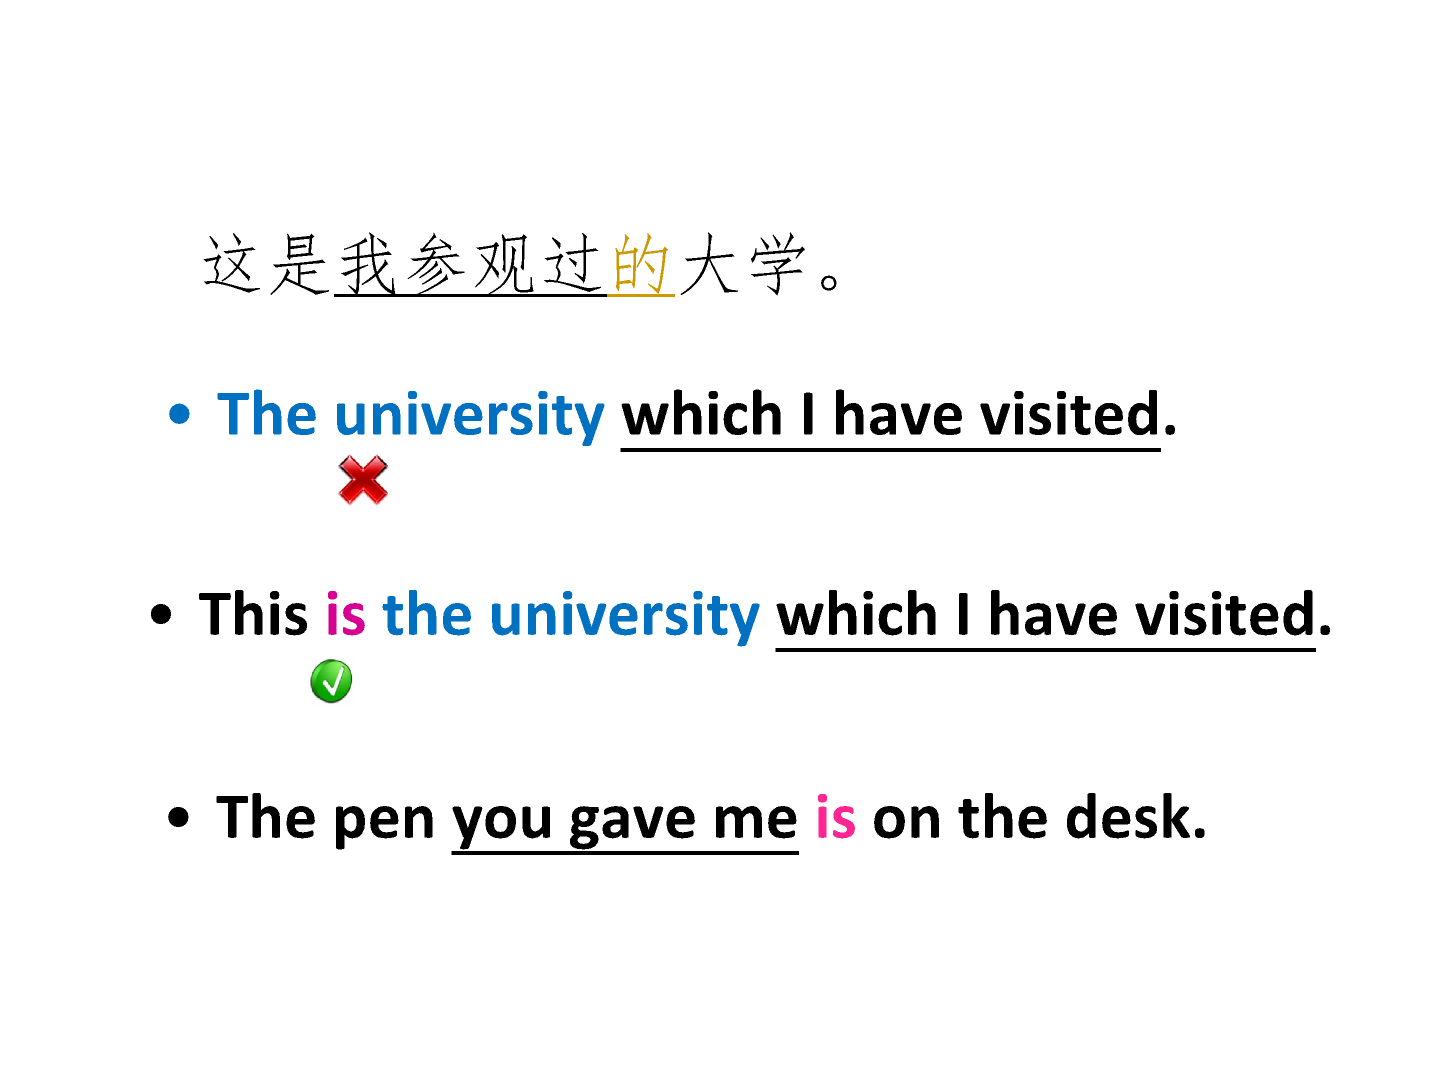 这是我参观过的大学。
• The university which I have visited.
• This is the university which I have visited.
• The pen you gave me is on the desk.